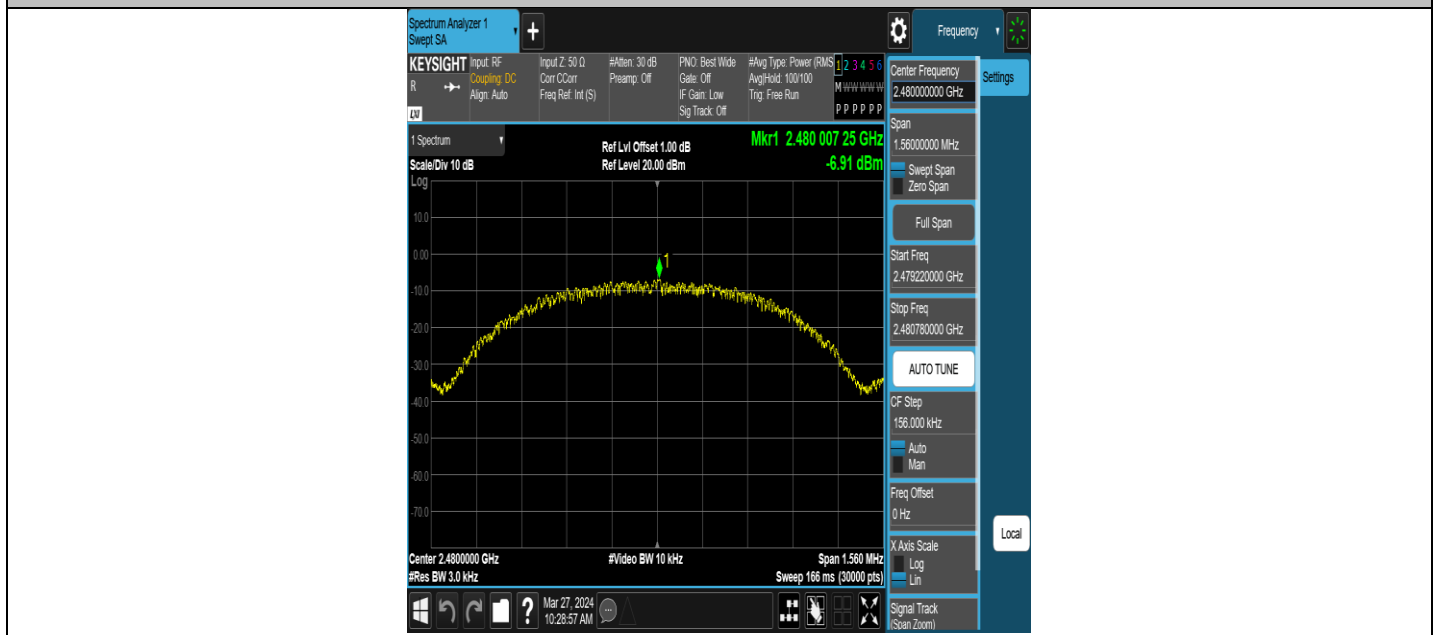 Spectrum Analyzer 1
Swept SA
+
Frequency
KEYSIGHT
R
LXI
Input: RF
Coupling: DC
Align: Auto
Input Z: 50 Ω
Corr CCorr
Freq Ref: Int (S)
#Atten: 30 dB
Preamp: Off
PNO: Best Wide
Gate: Off
IF Gain: Low
Sig Track: Off
#Avg Type: Power (RMS
Avg|Hold: 100/100
Trig: Free Run
1 2 3 4 5 6
M W W W W W
P P P P P P
1 Spectrum
Scale/Div 10 dB
Ref Lvl Offset 1.00 dB
Ref Level 20.00 dBm
Mkr1 2.480 007 25 GHz
-6.91 dBm
Log
10.0
0.00
-10.0
-20.0
-30.0
-40.0
-50.0
-60.0
-70.0
1
Center 2.4800000 GHz
#Res BW 3.0 kHz
#Video BW 10 kHz
Span 1.560 MHz
Sweep 166 ms (30000 pts)
Center Frequency
2.480000000 GHz
Settings
Span
1.56000000 MHz
Swept Span
Zero Span
Full Span
Start Freq
2.479220000 GHz
Stop Freq
2.480780000 GHz
AUTO TUNE
CF Step
156.000 kHz
Auto
Man
Freq Offset
0 Hz
X Axis Scale
Log
Lin
Local
Signal Track
(Span Zoom)
?
Mar 27, 2024
10:28:57 AM